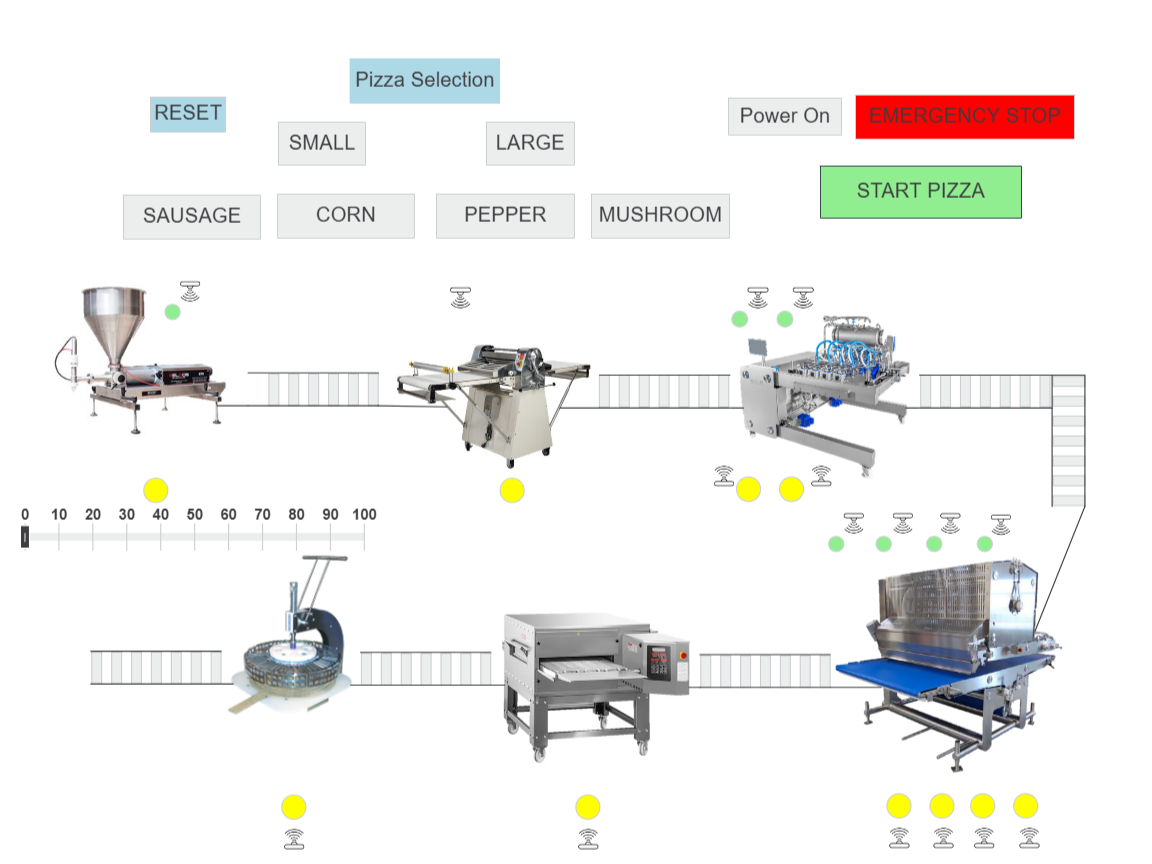 Pizza Selection
RESET
Power On
EMERGENCY STOP
SMALL
LARGE
START PIZZA
SAUSAGE
CORN
PEPPER
MUSHROOM
0 10 20 30 40 50 60 70 80 90 100